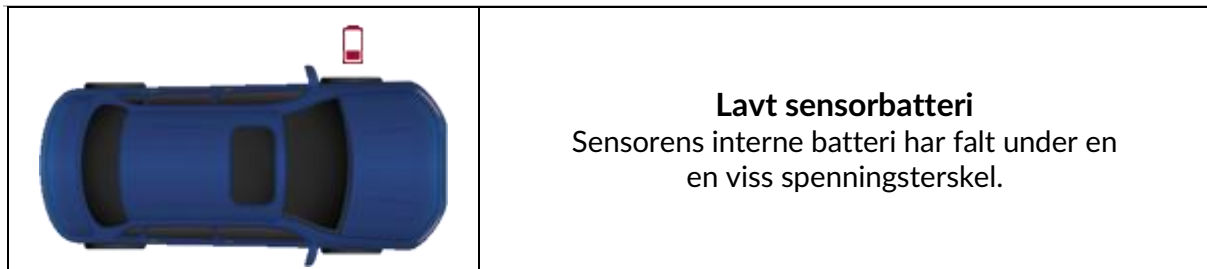 Lavt sensorbatteri
Sensorens interne batteri har falt under en
en viss spenningsterskel.